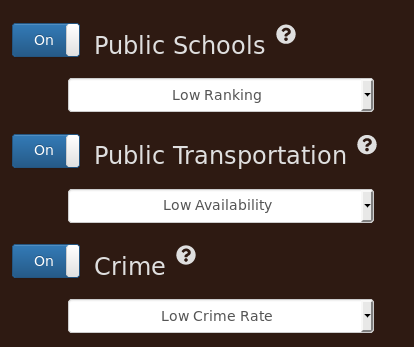 On Public Schools ?
Low Ranking
On Public Transportation ?
Low Availability
On Crime ?
Low Crime Rate